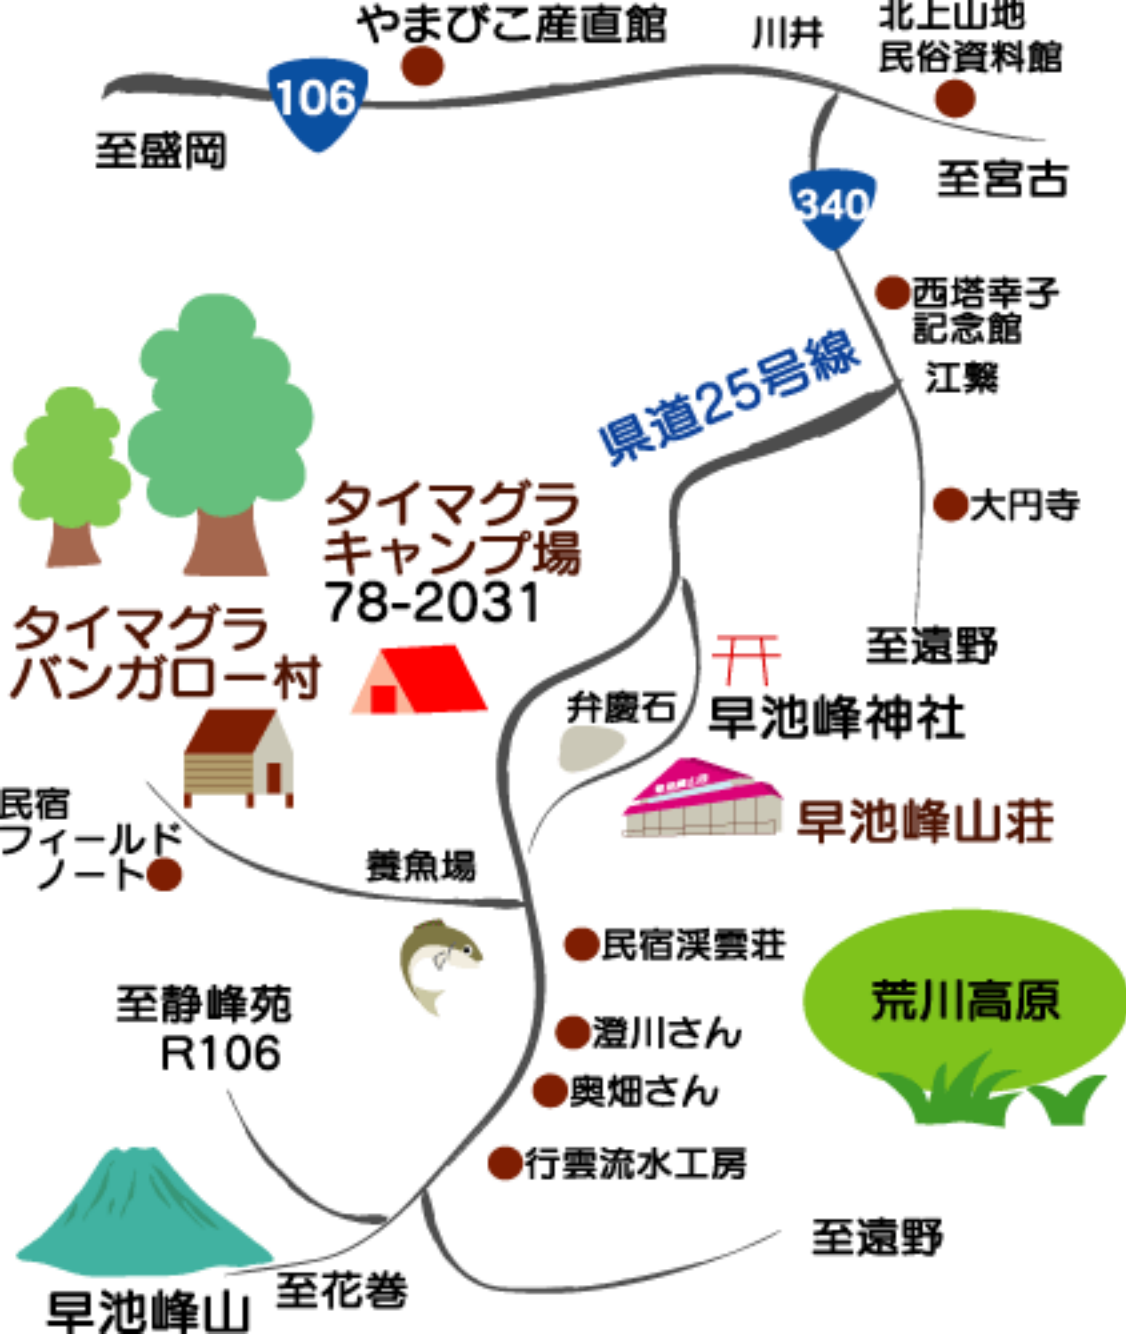 やまびこ産直館
川井
北上山地
民俗資料館
106
至盛岡
至宮古
340
西塔幸子
記念館
江繋
県道25号線
大円寺
タイマグラ
キャンプ場
78-2031
タイマグラ
バンガロー村
至遠野
弁慶石
早池峰神社
早池峰山荘
民宿
フィールド
ノート
養魚場
民宿渓雲荘
荒川高原
至静峰苑
R106
澄川さん
奥畑さん
行雲流水工房
至遠野
早池峰山
至花巻